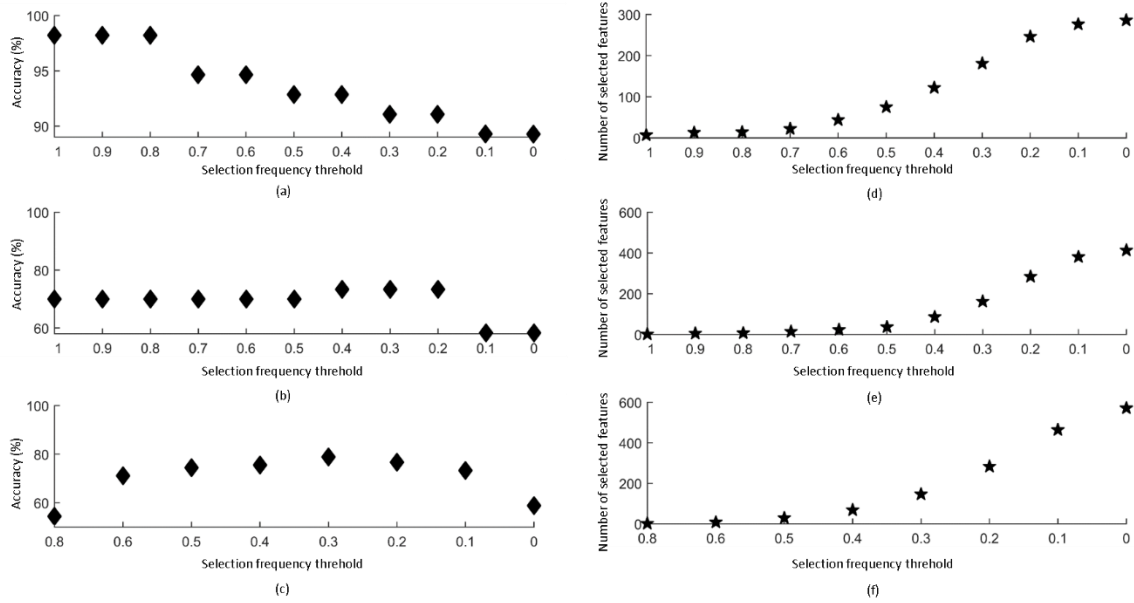 100
95
90
Accuracy (%)
1 0.9 0.8 0.7 0.6 0.5 0.4 0.3 0.2 0.1 0
Selection frequency threhold
(a)
300
200
100
0
Number of selected features
1 0.9 0.8 0.7 0.6 0.5 0.4 0.3 0.2 0.1 0
Selection frequency threhold
(d)
100
80
60
Accuracy (%)
1 0.9 0.8 0.7 0.6 0.5 0.4 0.3 0.2 0.1 0
Selection frequency threhold
(b)
600
400
200
0
Number of selected features
1 0.9 0.8 0.7 0.6 0.5 0.4 0.3 0.2 0.1 0
Selection frequency threhold
(e)
100
80
60
Accuracy (%)
0.8 0.6 0.5 0.4 0.3 0.2 0.1 0
Selection frequency threhold
(c)
600
400
200
0
Number of selected features
0.8 0.6 0.5 0.4 0.3 0.2 0.1 0
Selection frequency threhold
(f)